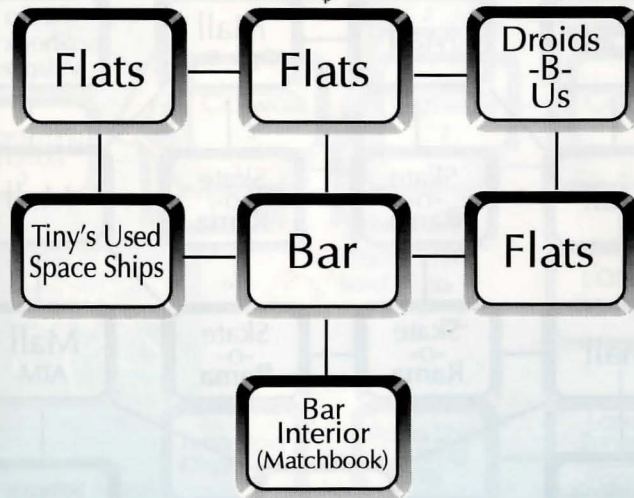 Flats
Flats
Droids
-B-
Us
Tiny's Used
Space Ships
Bar
Flats
Bar
Interior
(Matchbook)